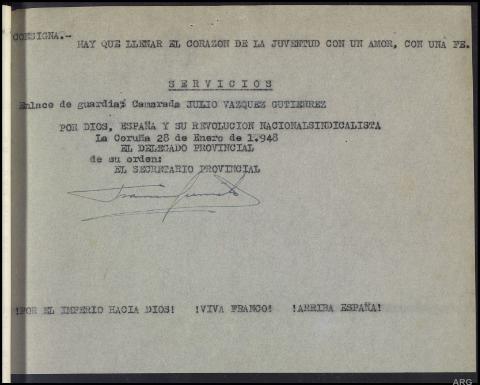 CONSIGNA.-
HAY QUE LLENAR EL CORAZON DE LA JUVENTUD CON UN AMOR, CON UNA FE.
SERVICIOS
Enlace de guardia; Camarada JULIO VAZQUEZ GUTIERREZ
POR DIOS, ESPAÑA Y SU REVOLUCION NACIONALSINDICALISTA
La Coruña 28 de Enero de 1.948
EL DELEGADO PROVINCIAL
de su orden:
EL SECRETARIO PROVINCIAL
!POR EL IMPERIO HACIA DIOS! !VIVA FRANCO! !ARRIBA ESPAÑA!
ARG